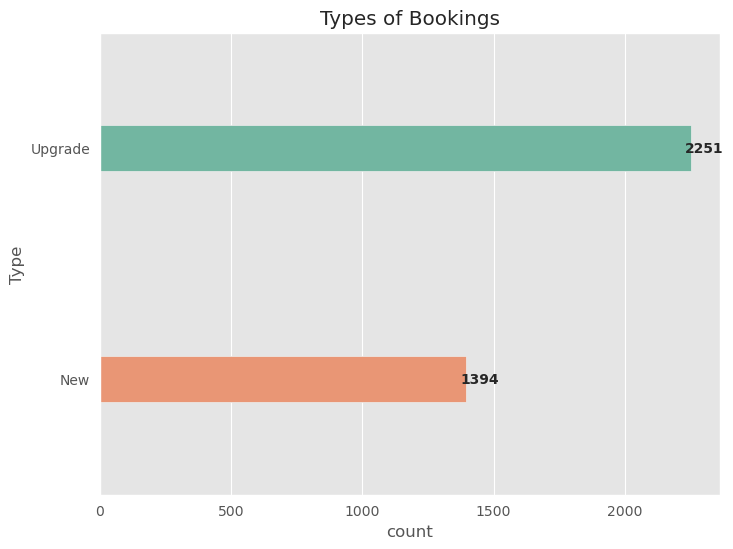 Types of Bookings
Upgrade
2251
Type
New
1394
0 500 1000 1500 2000
count